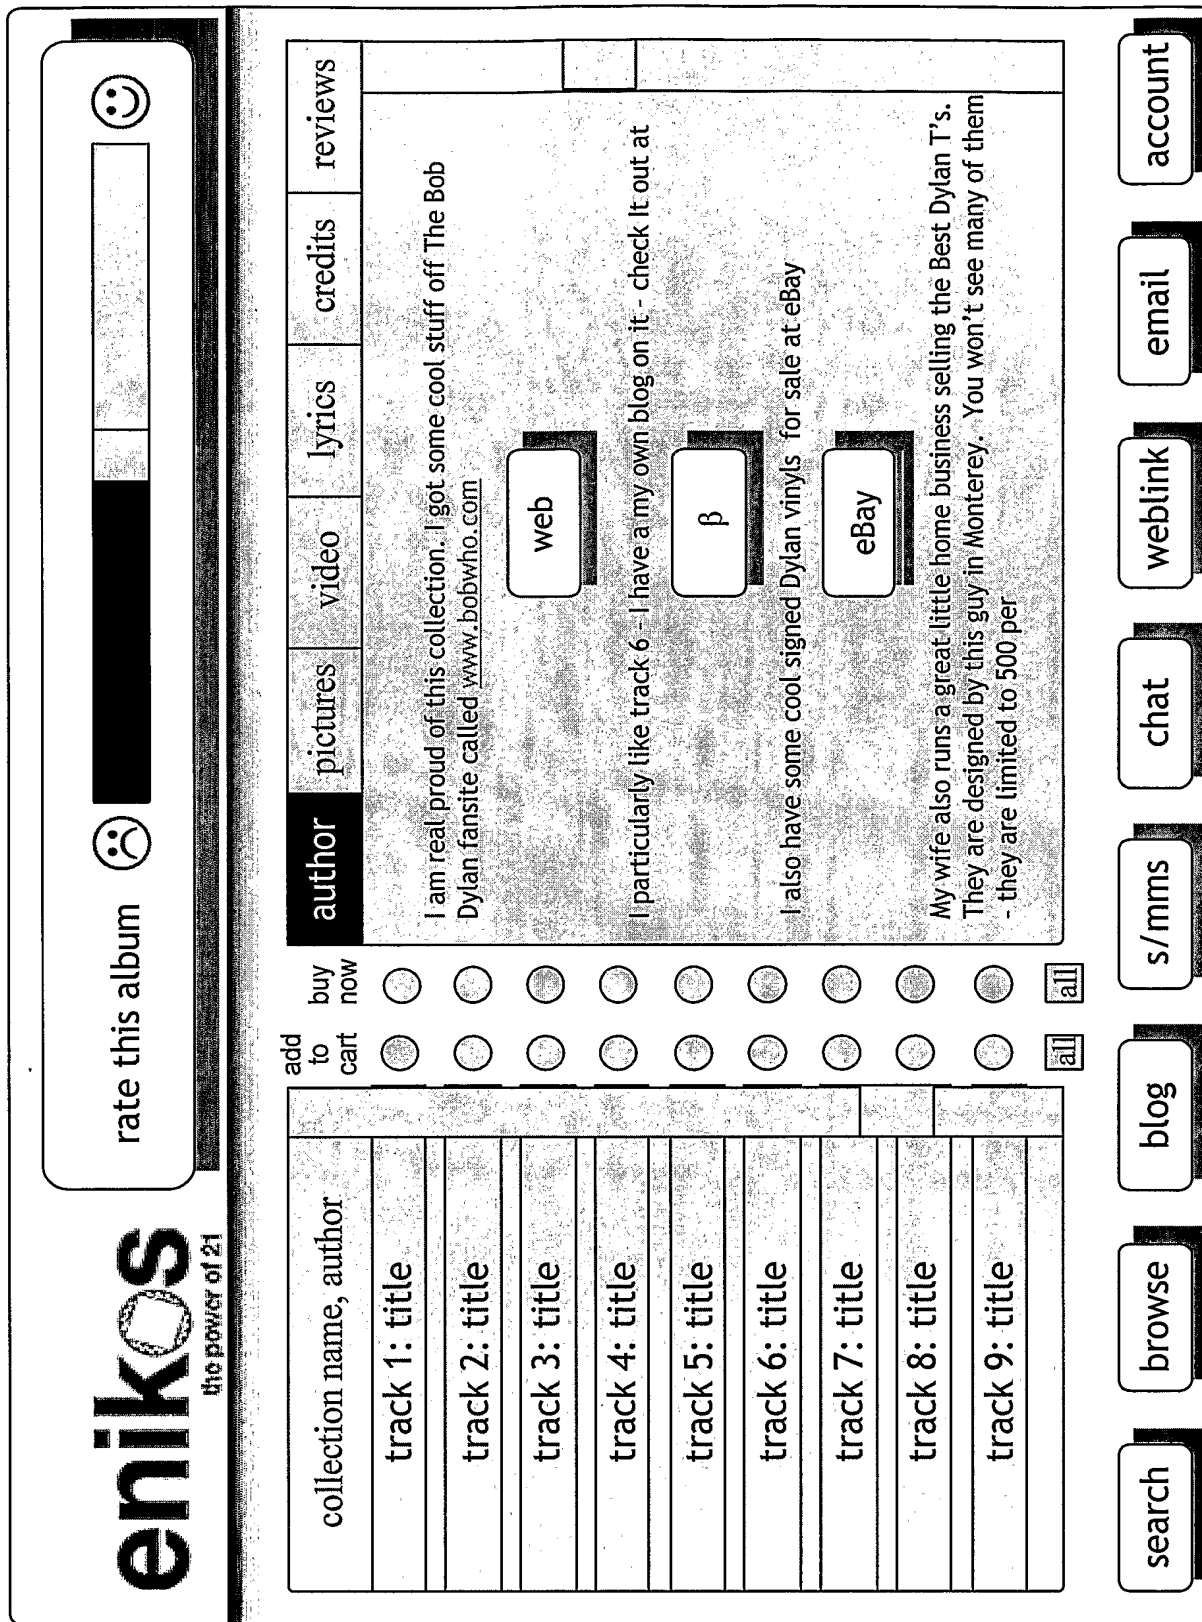 enikos
the power of 21
rate this album
collection name, author
track 1: title
track 2: title
track 3: title
track 4: title
track 5: title
track 6: title
track 7: title
track 8: title
track 9: title
add
to
cart
all
buy
now
all
author
pictures
video
lyrics
credits
reviews
I am real proud of this collection. I got some cool stuff off The Bob
Dylan fansite called www.bobwho.com
web
I particularly like track 6 - I have a my own blog on it - check It out at
β
I also have some cool signed Dylan vinyls for sale at eBay
eBay
My wife also runs a great little home business selling the Best Dylan T's.
They are designed by this guy in Monterey. You won't see many of them
- they are limited to 500 per
search
browse
blog
s/mms
chat
weblink
email
account